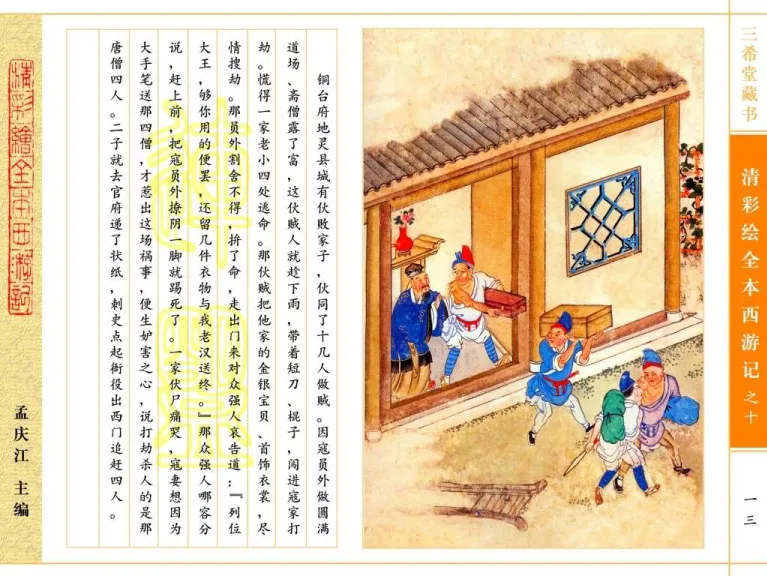 三希堂藏书
清彩绘全本西游记之十
一三
铜台府地灵县城有伙败家子，伙同了十几人做贼。因寇员外做圆满
道场、斋僧露了富，这伙贼人就趁下雨，带着短刀、棍子，闯进寇家打
劫。慌得一家老小四处逃命。那伙贼把他家的金银宝贝、首饰衣裳，尽
情搜劫。那员外割舍不得，拚了命，走出门来对众强人哀告道：『列位
大王，够你用的便罢，还留几件衣物与我老汉送终。』那众强人哪容分
说，赶上前，把寇员外撩阴一脚就踢死了。一家伏尸痛哭，寇妻想因为
大手笔送那四僧，才惹出这场祸事，便生妒害之心，说打劫杀人的是那
唐僧四人。二子就去官府递了状纸，刺史点起衙役出西门追赶四人。
清彩繪全本西游記
孟庆江 主编